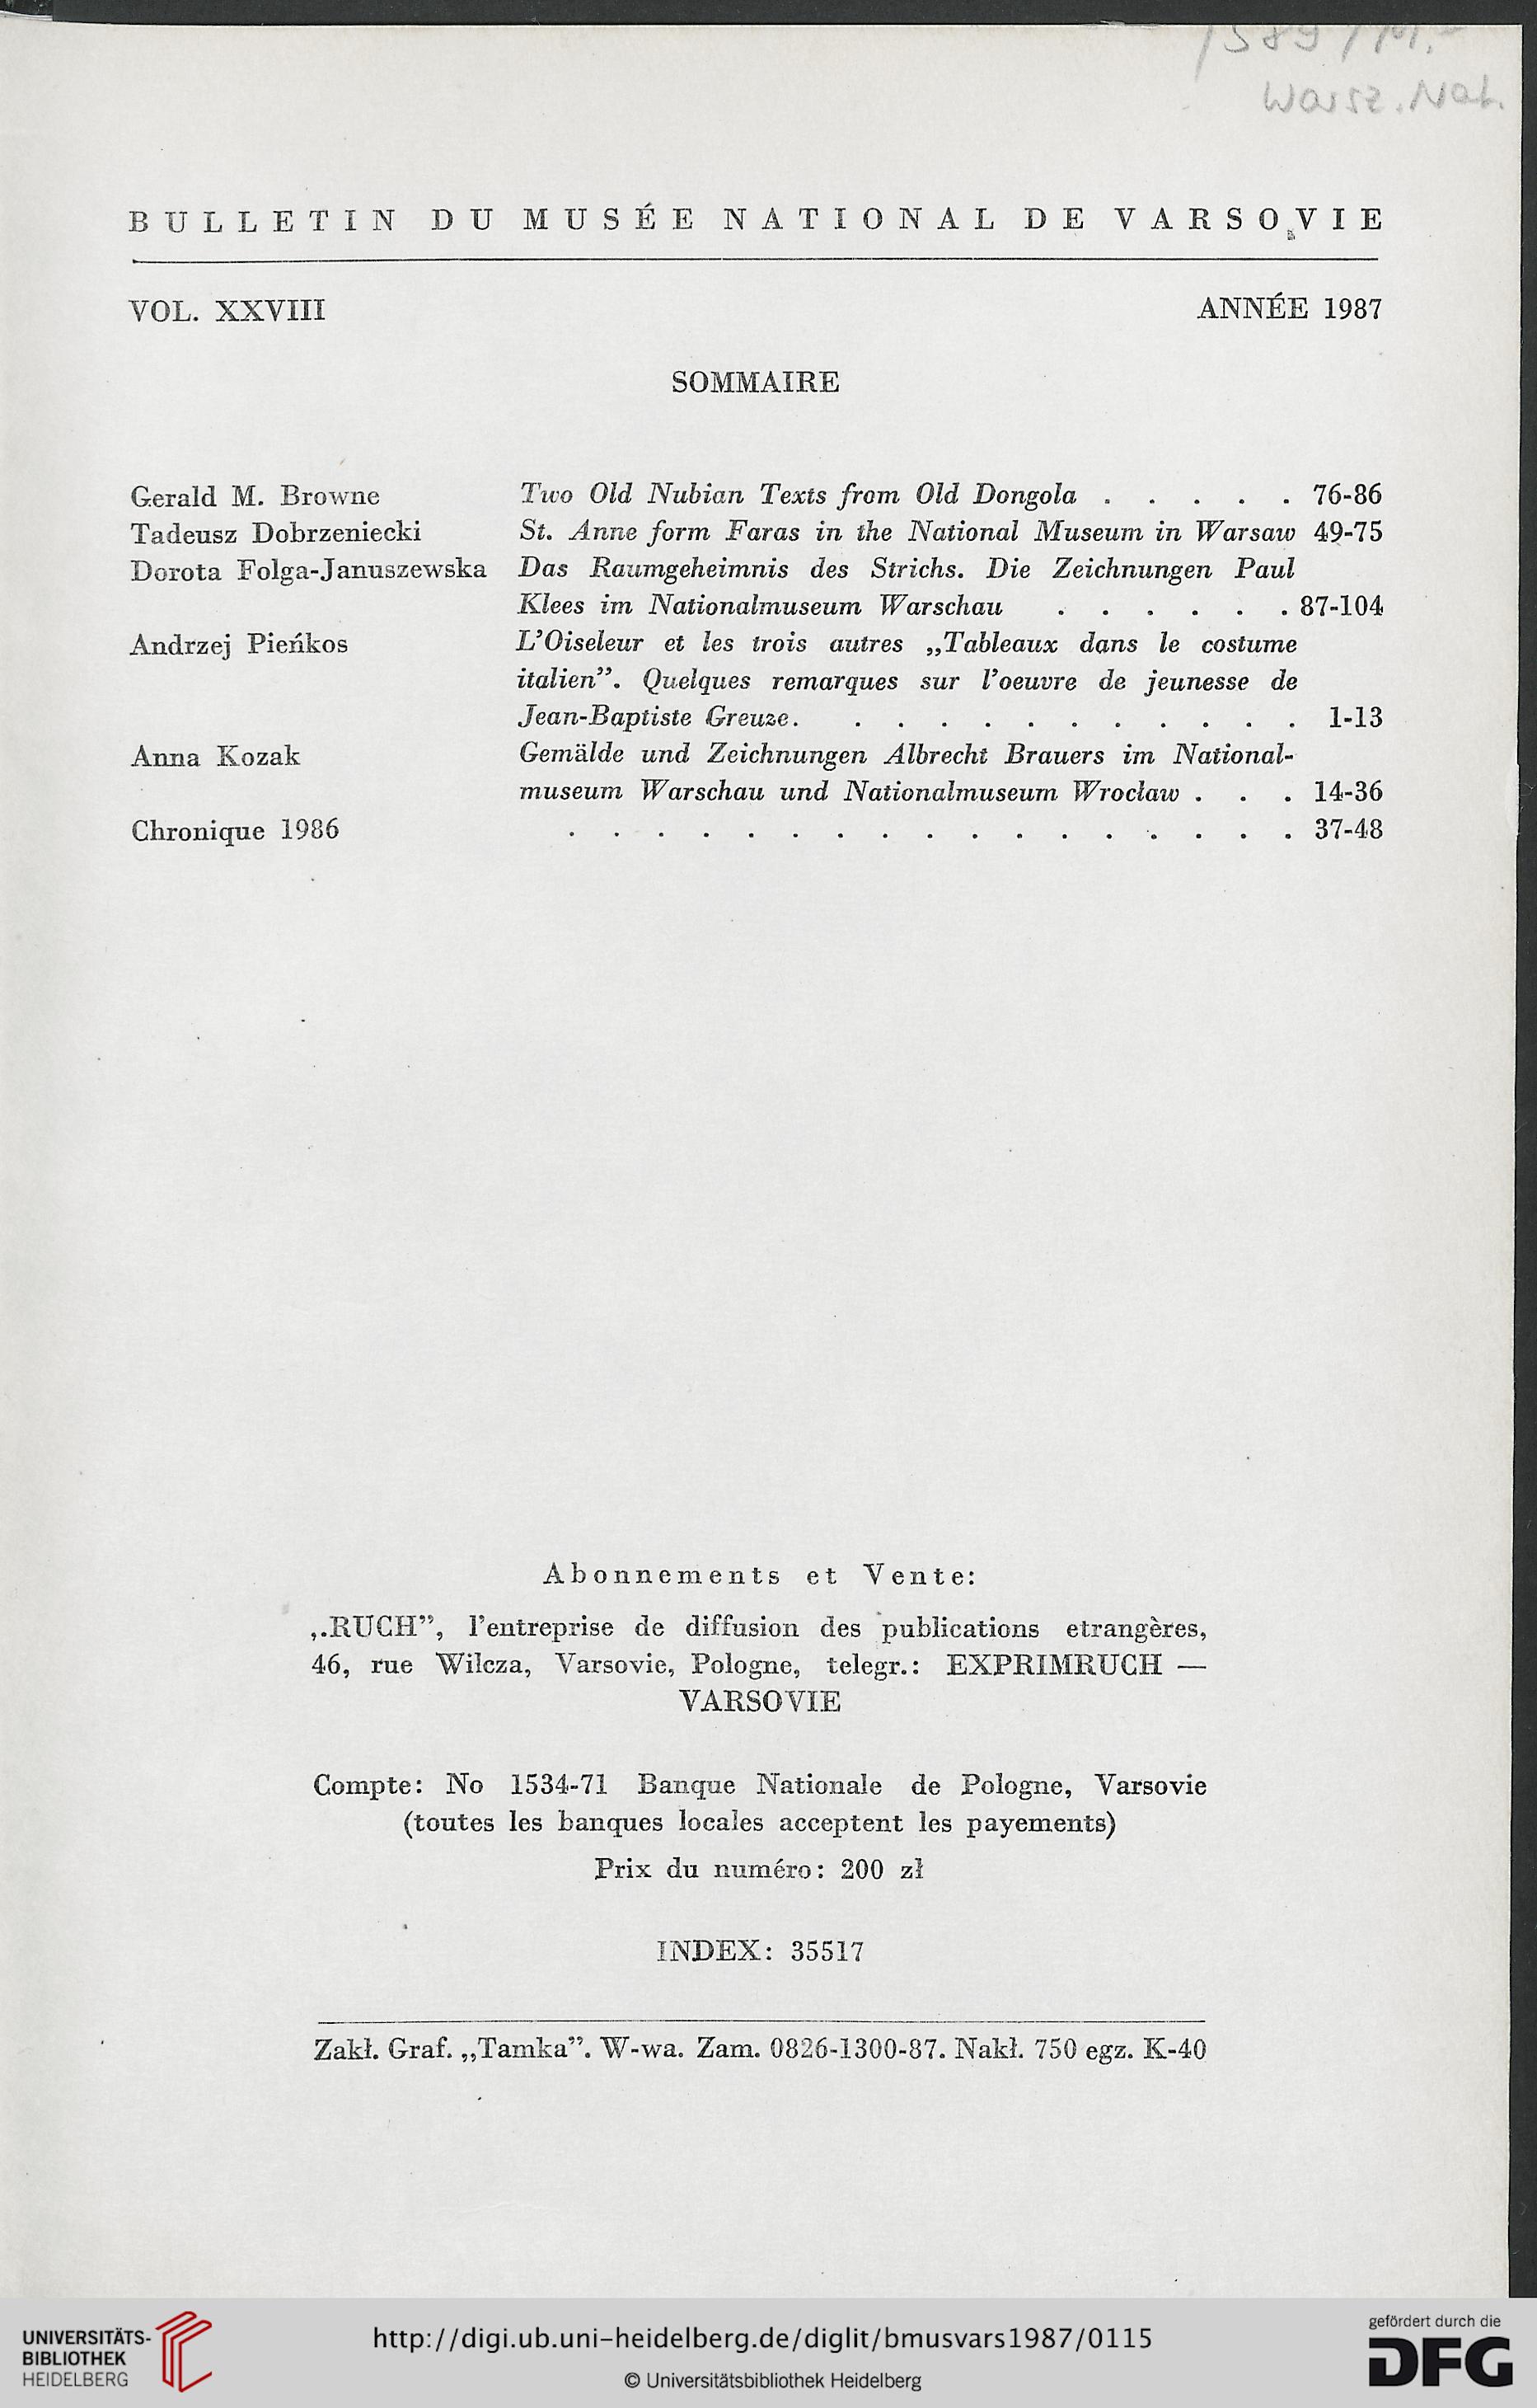 Warsz. Nat.
BULLETIN DU MUSÉE NATIONAL DE VARSOVIE
VOL. XXVIII ANNÉE 1987
SOMMAIRE
Gerald M. Browne Two Old Nubian Texts from Old Dongola . . . . . 76-86
Tadeusz Dobrzeniecki St. Anne form Faras in the National Museum in Warsaw 49-75
Dorota Folga-Januszewska Das Raumgeheimnis des Strichs. Die Zeichnungen Paul
Klees im Nationalmuseum Warschau . . . . . . 87-104
Andrzej Pieńkos L'Oiseleur et les trois autres „Tableaux dans le costume
italien”. Quelques remarques sur l'oeuvre de jeunesse de
Jean-Baptiste Greuze. . . . . . . . . . . . 1-13
Anna Kozak Gemälde und Zeichnungen Albrecht Brauers im National-
museum Warschau und Nationalmuseum Wrocław . . . 14-36
Chronique 1986 . . . . . . . . . . . . . . . . . 37-48
Abonnements et Vente:
,.RUCH”, l'entreprise de diffusion des publications etrangères,
46, rue Wilcza, Varsovie, Pologne, telegr.: EXPRIMRUCH —
VARSOVIE
Compte: No 1534-71 Banque Nationale de Pologne, Varsovie
(toutes les banques locales acceptent les payements)
Prix du numéro: 200 zł
INDEX: 35517
Zakł. Graf. „Tamka”. W-wa. Zam. 0826-1300-87. Nakł. 750 egz. K-40
UNIVERSITÄTS-
BIBLIOTHEK
HEIDELBERG
http://digi.ub.uni-heidelberg.de/diglit/bmusvars1987/0115
© Universitätsbibliothek Heidelberg
gefördert durch die
DFG